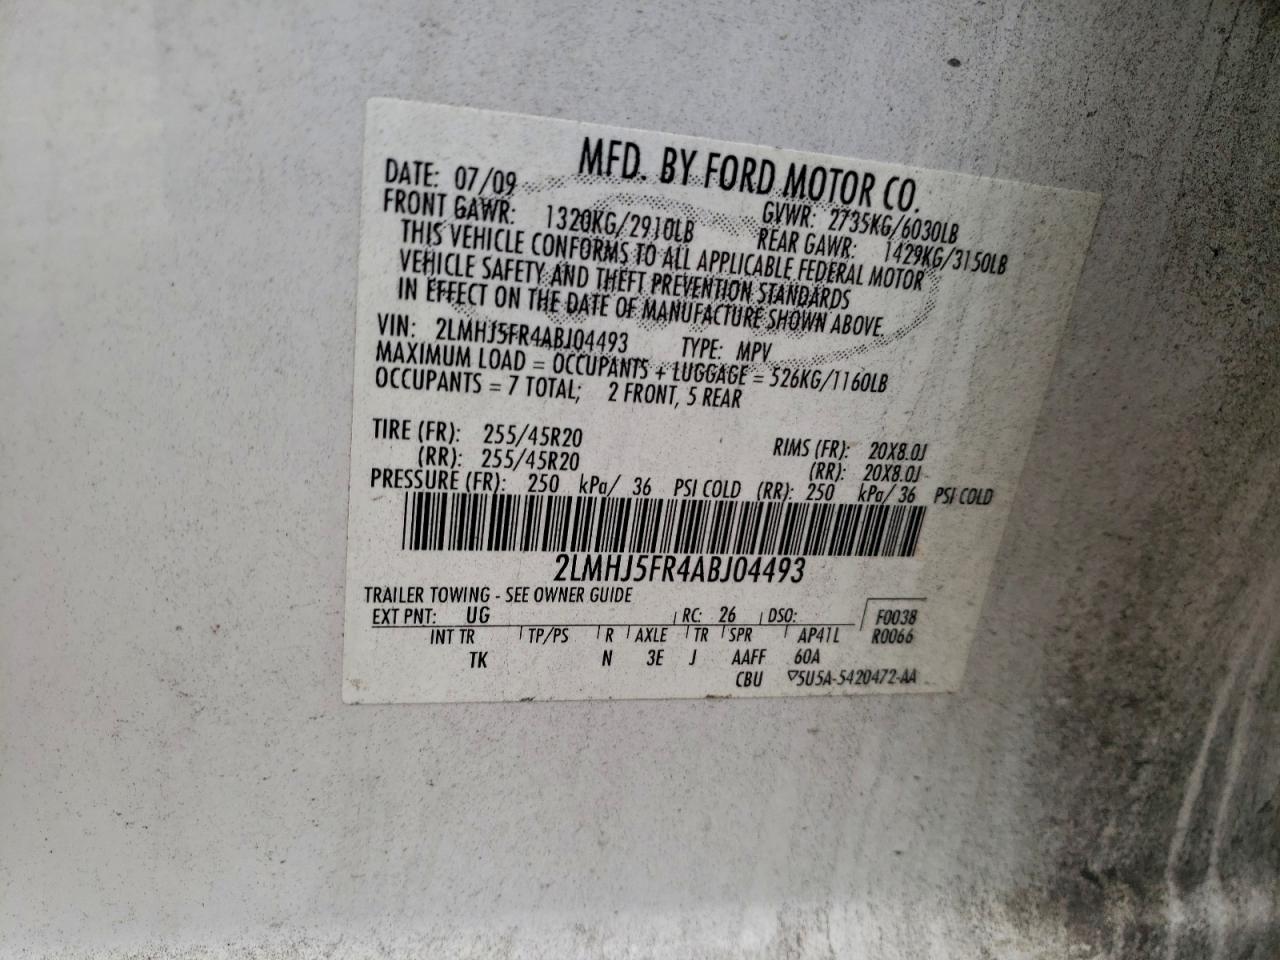 MFD. BY FORD MOTOR CO.
DATE: 07/09 GVWR: 2735KG/6030LB
FRONT GAWR: 1320KG/2910LB REAR GAWR: 1429KG/3150LB
THIS VEHICLE CONFORMS TO ALL APPLICABLE FEDERAL MOTOR
VEHICLE SAFETY AND THEFT PREVENTION STANDARDS
IN EFFECT ON THE DATE OF MANUFACTURE SHOWN ABOVE.
VIN: 2LMHJ5FR4ABJ04493 TYPE: MPV
MAXIMUM LOAD = OCCUPANTS + LUGGAGE = 526KG/1160LB
OCCUPANTS = 7 TOTAL; 2 FRONT, 5 REAR
TIRE (FR): 255/45R20 RIMS (FR): 20X8.0J
(RR): 255/45R20 (RR): 20X8.0J
PRESSURE (FR): 250 kPa/ 36 PSI COLD (RR): 250 kPa/ 36 PSI COLD
2LMHJ5FR4ABJ04493
TRAILER TOWING - SEE OWNER GUIDE
EXT PNT: UG RC: 26 DSO: F0038
INT TR TP/PS R AXLE TR SPR AP41L R0066
TK N 3E J AAFF 60A
CBU ▽5U5A-5420472-AA